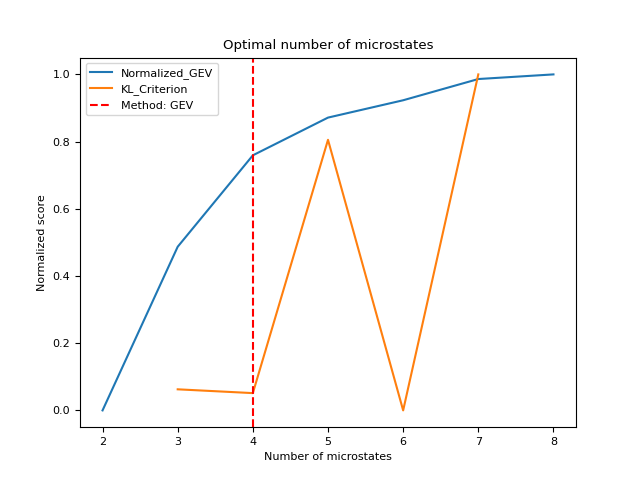 Optimal number of microstates
Normalized_GEV
KL_Criterion
Method: GEV
Normalized score
1.0
0.8
0.6
0.4
0.2
0.0
2 3 4 5 6 7 8
Number of microstates